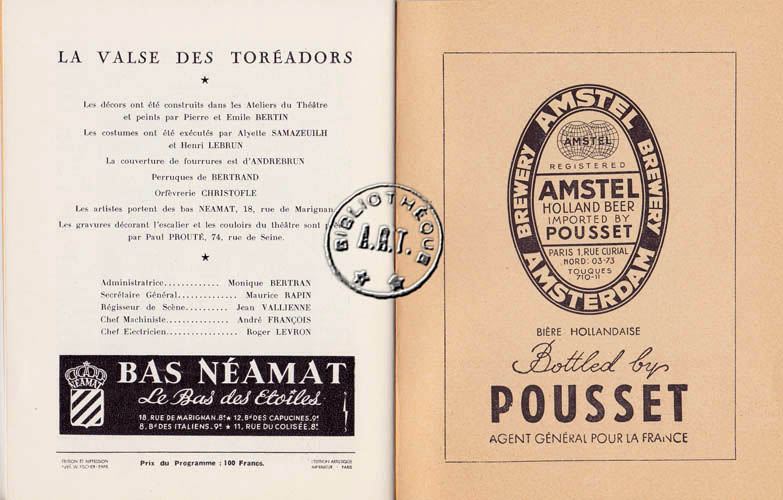 LA VALSE DES TORÉADORS
Les décors ont été construits dans les Ateliers du Théâtre
et peints par Pierre et Emile BERTIN
Les costumes ont été exécutés par Alyette SAMAZEUILH
et Henri LEBRUN
La couverture de fourrures est d'ANDREBRUN
Perruques de BERTRAND
Orfèvrerie CHRISTOFLE
Les artistes portent des bas NEAMAT, 18, rue de Marignan
Les gravures décorant l'escalier et les couloirs du théâtre sont
par Paul PROUTÉ, 74, rue de Seine.
Administratrice............. Monique BERTRAN
Secrétaire Général.............. Maurice RAPIN
Régisseur de Scène.......... Jean VALLIENNE
Chef Machiniste.............. André FRANÇOIS
Chef Electricien.............. Roger LEVRON
NÉAMAT
BAS NÉAMAT
Le Bas des Etoiles
18, RUE DE MARIGNAN. 8e ★ 12, Bd DES CAPUCINES. 9e
8, Bd DES ITALIENS. 9e ★ 11, RUE DU COLISÉE. 8e
Prix du Programme : 100 Francs.
BIBLIOTHÈQUE
A.R.T.
AMSTEL
BREWERY
BREWERY
AMSTERDAM
AMSTEL
REGISTERED
AMSTEL
HOLLAND BEER
IMPORTED BY
POUSSET
PARIS 1, RUE CURIAL
NORD: 03-73
TOUQUES
710-11
BIÈRE HOLLANDAISE
Bottled by
POUSSET
AGENT GÉNÉRAL POUR LA FRANCE